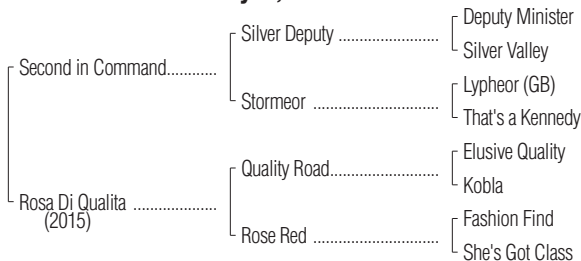 Deputy Minister
Silver Deputy ....................
Silver Valley
Second in Command............
Lypheor (GB)
Stormeor .........................
That's a Kennedy
Elusive Quality
Quality Road......................
Kobla
Rosa Di Qualita ..................
(2015)
Fashion Find
Rose Red .........................
She's Got Class